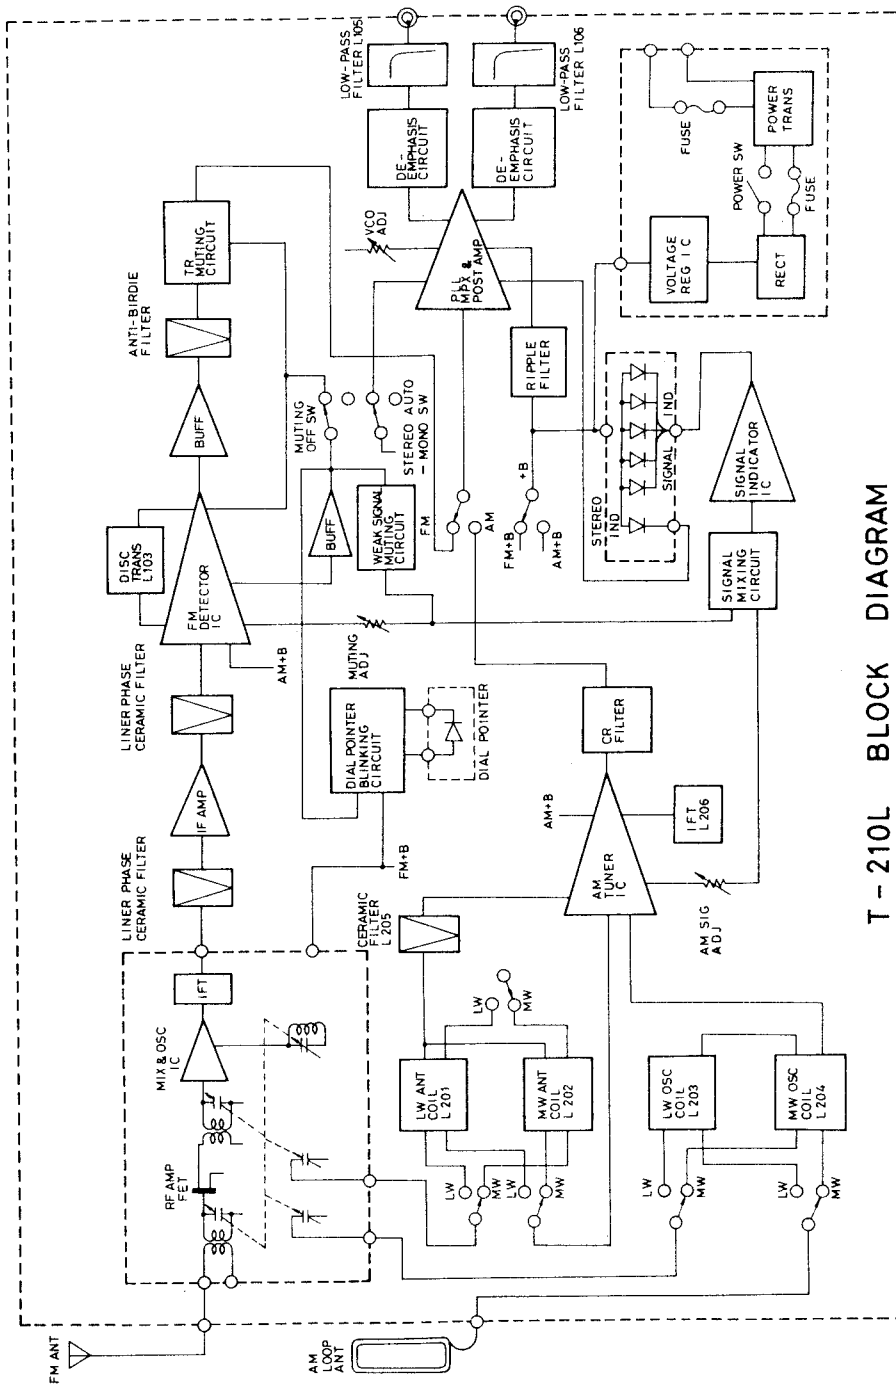 FM ANT
AM
LOOP
ANT
RF AMP
FET
MIX & OSC
IC
IFT
LINER PHASE
CERAMIC FILTER
IF AMP
LINER PHASE
CERAMIC FILTER
FM
DETECTOR
IC
AM+B
DISC
TRANS
L103
BUFF
ANTI-BIRDIE
FILTER
TR
MUTING
CIRCUIT
MUTING
OFF SW
BUFF
WEAK SIGNAL
MUTING
CIRCUIT
MUTING
ADJ
STEREO AUTO
- MONO SW
DIAL POINTER
BLINKING
CIRCUIT
DIAL POINTER
FM+B
FM
AM
VCO
ADJ
PLL
MPX &
POST AMP
DE-
EMPHASIS
CIRCUIT
DE-
EMPHASIS
CIRCUIT
LOW-PASS
FILTER L105
LOW-PASS
FILTER L106
RIPPLE
FILTER
+B
FM+B
AM+B
STEREO
IND
SIGNAL IND
VOLTAGE
REG IC
RECT
POWER SW
FUSE
FUSE
POWER
TRANS
SIGNAL
INDICATOR
IC
SIGNAL
MIXING
CIRCUIT
CERAMIC
FILTER
L205
LW ANT
COIL
L201
MW ANT
COIL
L202
LW
MW
LW
MW
LW
MW
AM
TUNER
IC
AM+B
CR
FILTER
IFT
L206
AM SIG
ADJ
LW OSC
COIL
L203
MW OSC
COIL
L204
LW
MW
LW
MW
T-210L BLOCK DIAGRAM